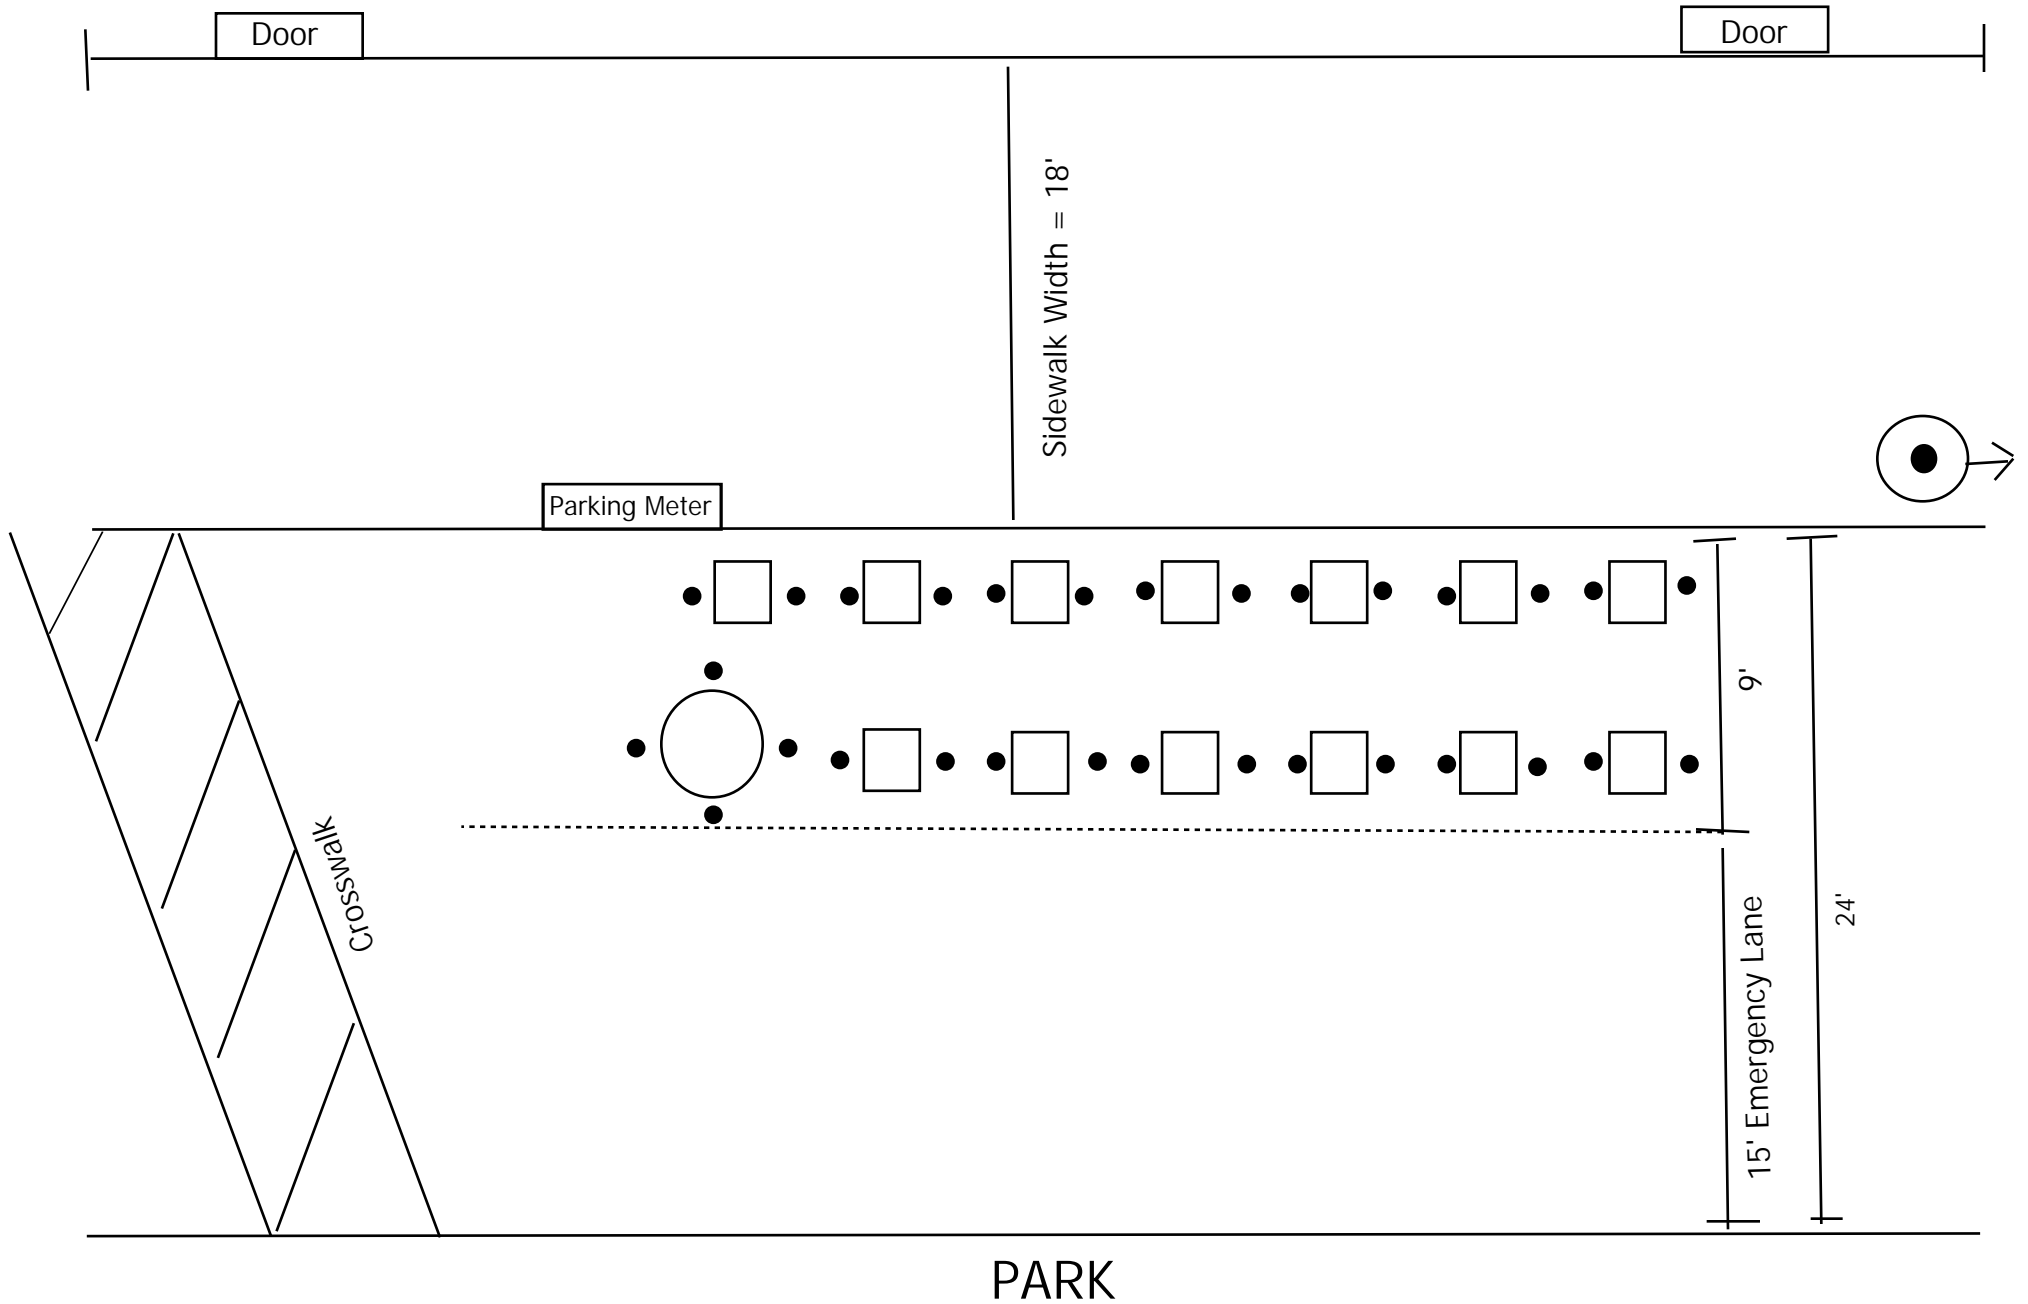 Door
Door
Sidewalk Width = 18'
Parking Meter
9'
Crosswalk
24'
15' Emergency Lane
PARK